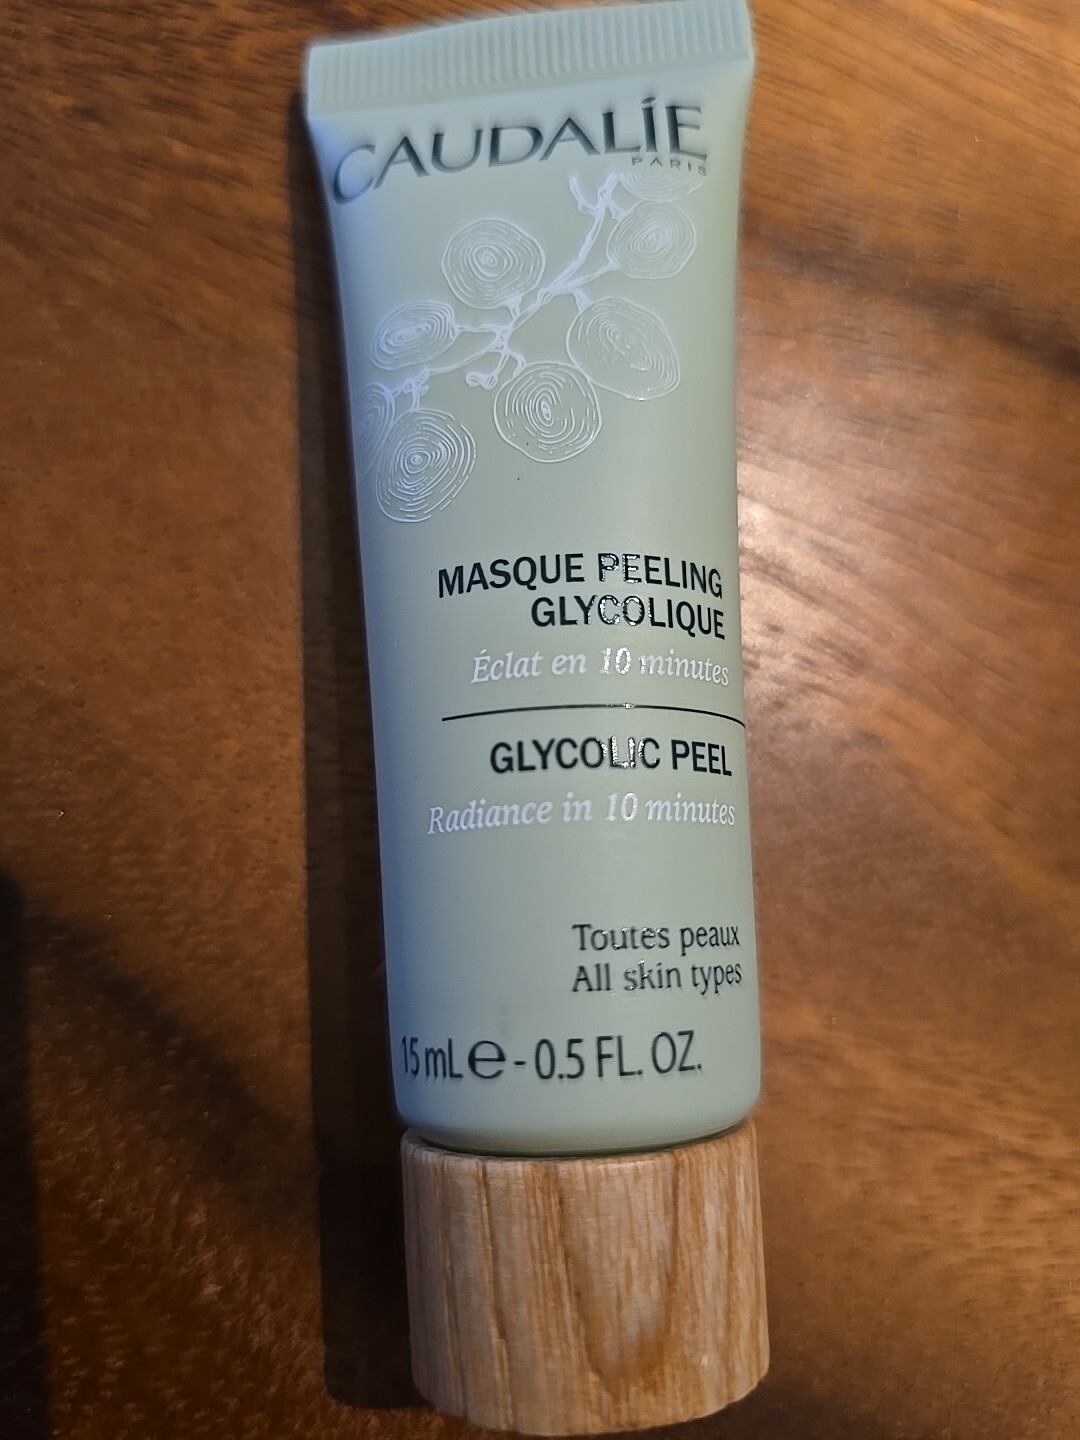 CAUDALÍE
PARIS
MASQUE PEELING
GLYCOLIQUE
Éclat en 10 minutes
GLYCOLIC PEEL
Radiance in 10 minutes
Toutes peaux
All skin types
15 mL e - 0.5 FL. OZ.